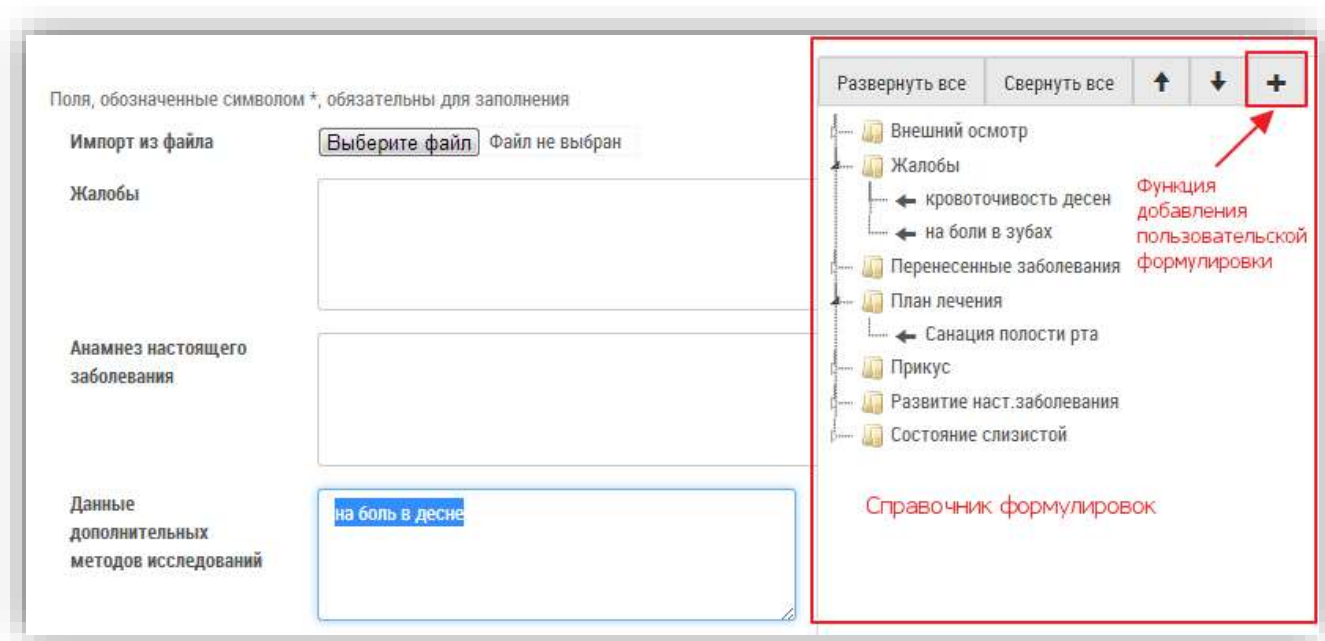 Поля, обозначенные символом *, обязательны для заполнения
Импорт из файла
Выберите файл Файл не выбран
Жалобы
Анамнез настоящего
заболевания
Данные
дополнительных
методов исследований
на боль в десне
Развернуть все Свернуть все + 
Внешний осмотр
Жалобы
кровоточивость десен
на боли в зубах
Перенесенные заболевания
План лечения
Санация полости рта
Прикус
Развитие наст.заболевания
Состояние слизистой
Функция
добавления
пользовательской
формулировки
Справочник формулировок